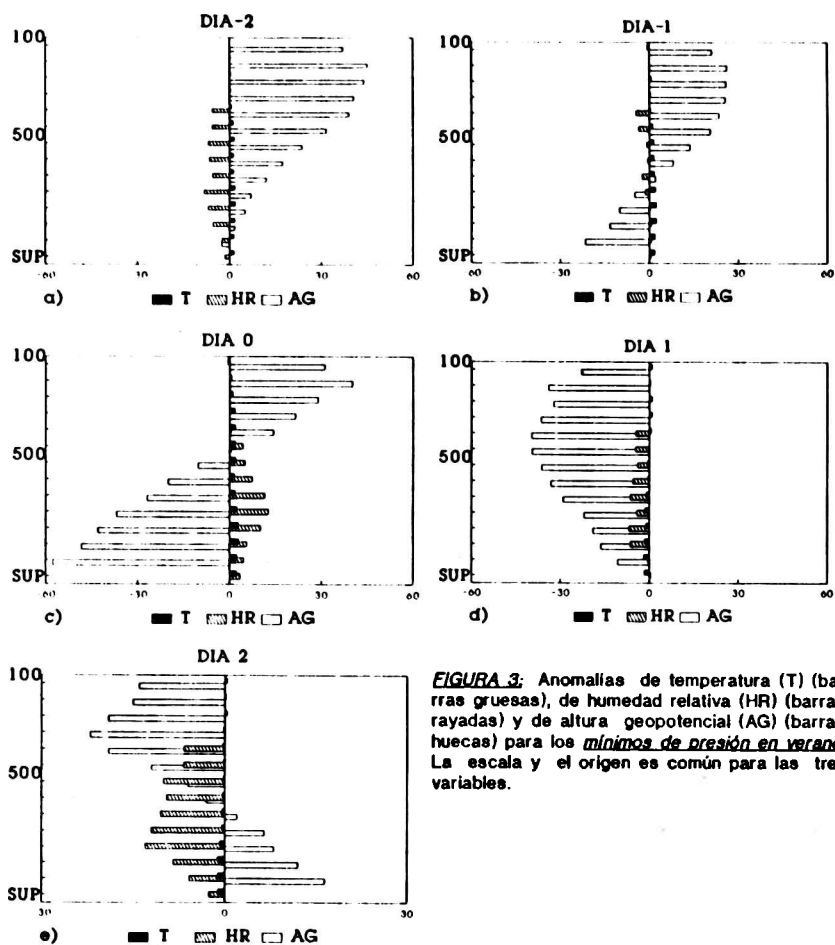 DIA-2
100
500
SUP
-60 -30 0 30 60
a) T HR AG
DIA-1
100
500
SUP
-60 -30 0 30 60
b) T HR AG
DIA 0
100
500
SUP
-60 -30 0 30 60
c) T HR AG
DIA 1
100
500
SUP
-60 -30 0 30 60
d) T HR AG
DIA 2
100
500
SUP
30 0 30
e) T HR AG
FIGURA 3: Anomalías de temperatura (T) (ba-
rras gruesas), de humedad relativa (HR) (barra
rayadas) y de altura geopotencial (AG) (barra
huecas) para los mínimos de presión en verano
La escala y el origen es común para las tre
variables.